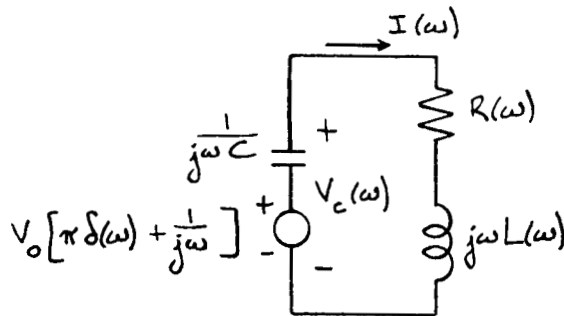 I(ω)
R(ω)
1/jωC
+
+
V_c(ω)
V_o[πδ(ω) + 1/jω]
-
-
jωL(ω)